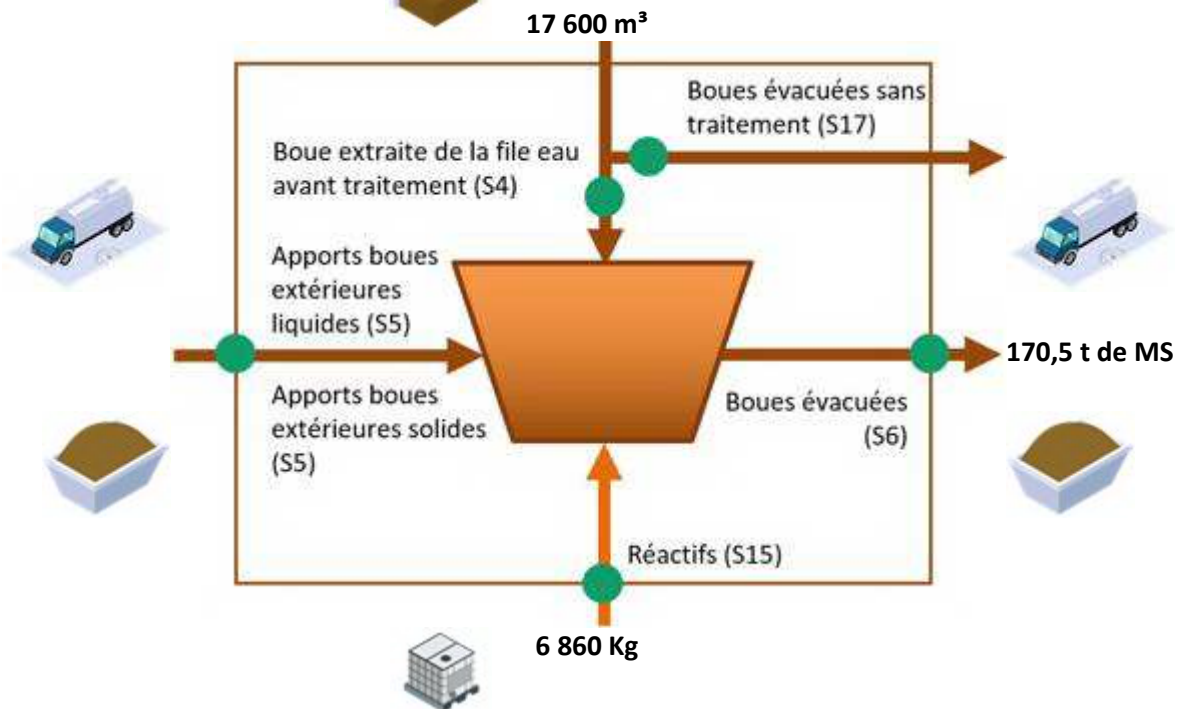 17 600 m³
Boues évacuées sans
traitement (S17)
Boue extraite de la file eau
avant traitement (S4)
Apports boues
extérieures
liquides (S5)
170,5 t de MS
Apports boues
extérieures solides
(S5)
Boues évacuées
(S6)
Réactifs (S15)
6 860 Kg